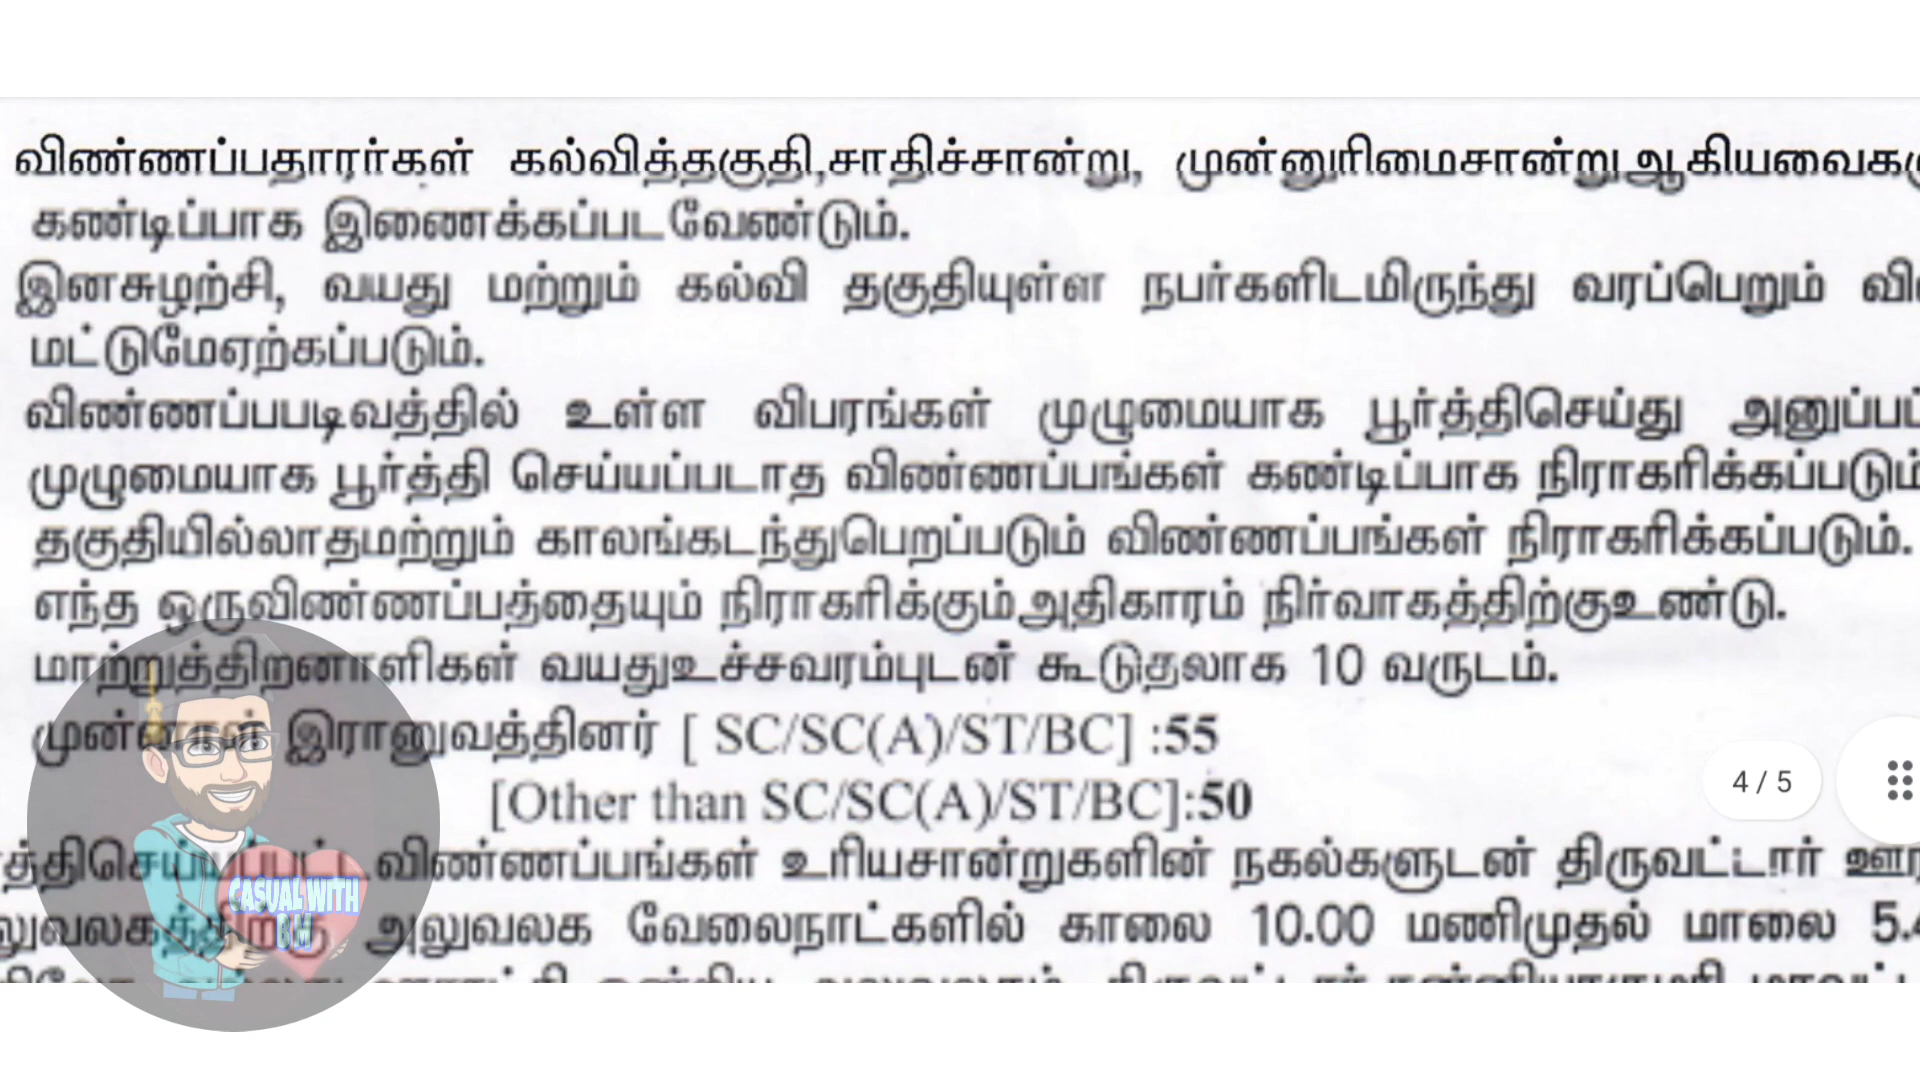 விண்ணப்பதாரர்கள் கல்வித்தகுதி,சாதிச்சான்று, முன்னுரிமைசான்றுஆகியவைகளு
கண்டிப்பாக இணைக்கப்படவேண்டும்.
இனசுழற்சி, வயது மற்றும் கல்வி தகுதியுள்ள நபர்களிடமிருந்து வரப்பெறும்
மட்டுமேஏற்கப்படும்.
விண்ணப்பபடிவத்தில் உள்ள விபரங்கள் முழுமையாக பூர்த்திசெய்து
முழுமையாக பூர்த்தி செய்யப்படாத விண்ணப்பங்கள் கண்டிப்பாக நிராகரிக்கப்படும்
தகுதியில்லாதமற்றும் காலங்கடந்துபெறப்படும் விண்ணப்பங்கள் நிராகரிக்கப்படும்.
எந்த ஒருவிண்ணப்பத்தையும் நிராகரிக்கும்அதிகாரம் நிர்வாகத்திற்குஉண்டு.
மாற்றுத்திறனாளிகள் வயதுஉச்சவரம்புடன் கூடுதலாக 10 வருடம்.
முன்னாள் இரானுவத்தினர் [ SC/SC(A)/ST/BC] :55
[Other than SC/SC(A)/ST/BC]:50
4 / 5
விண்ணப்பங்கள் உரியசான்றுகளின் நகல்களுடன் திருவட்டார்
அலுவலக வேலைநாட்களில் காலை 10.00 மணிமுதல் மாலை
CASUAL WITH
BM